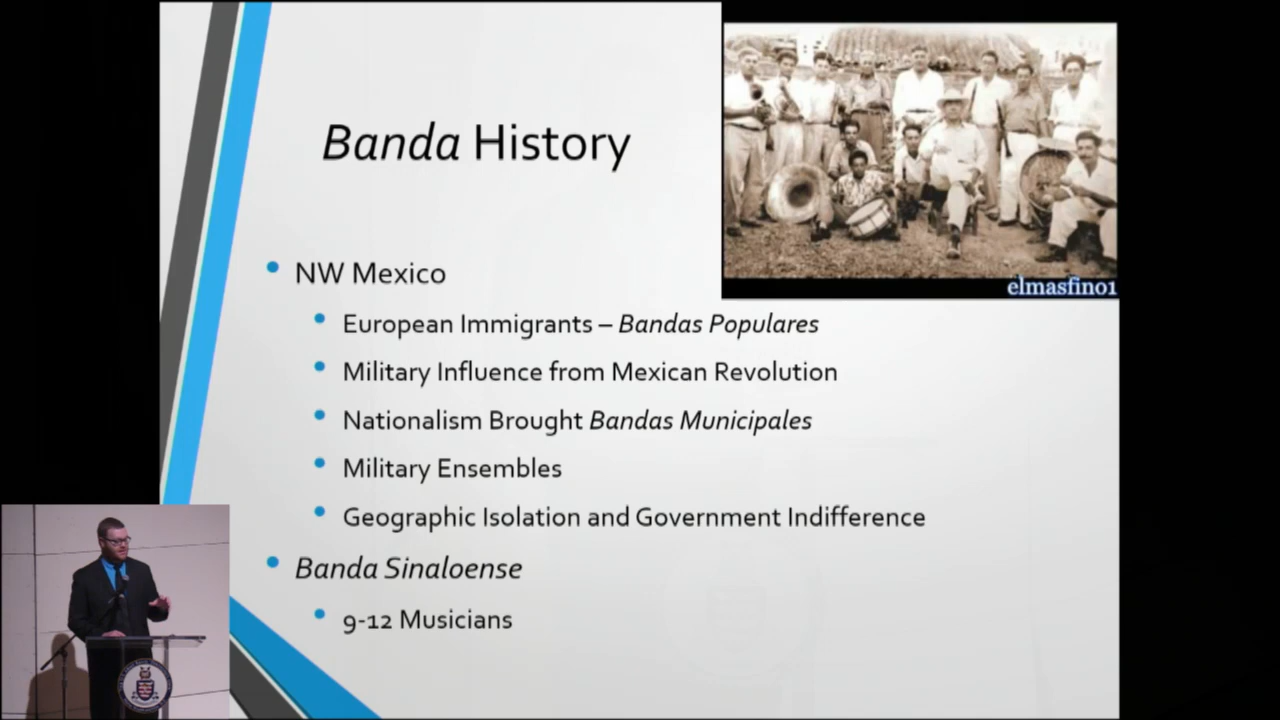 Banda History
elmasfino1
NW Mexico
European Immigrants – Bandas Populares
Military Influence from Mexican Revolution
Nationalism Brought Bandas Municipales
Military Ensembles
Geographic Isolation and Government Indifference
Banda Sinaloense
9-12 Musicians